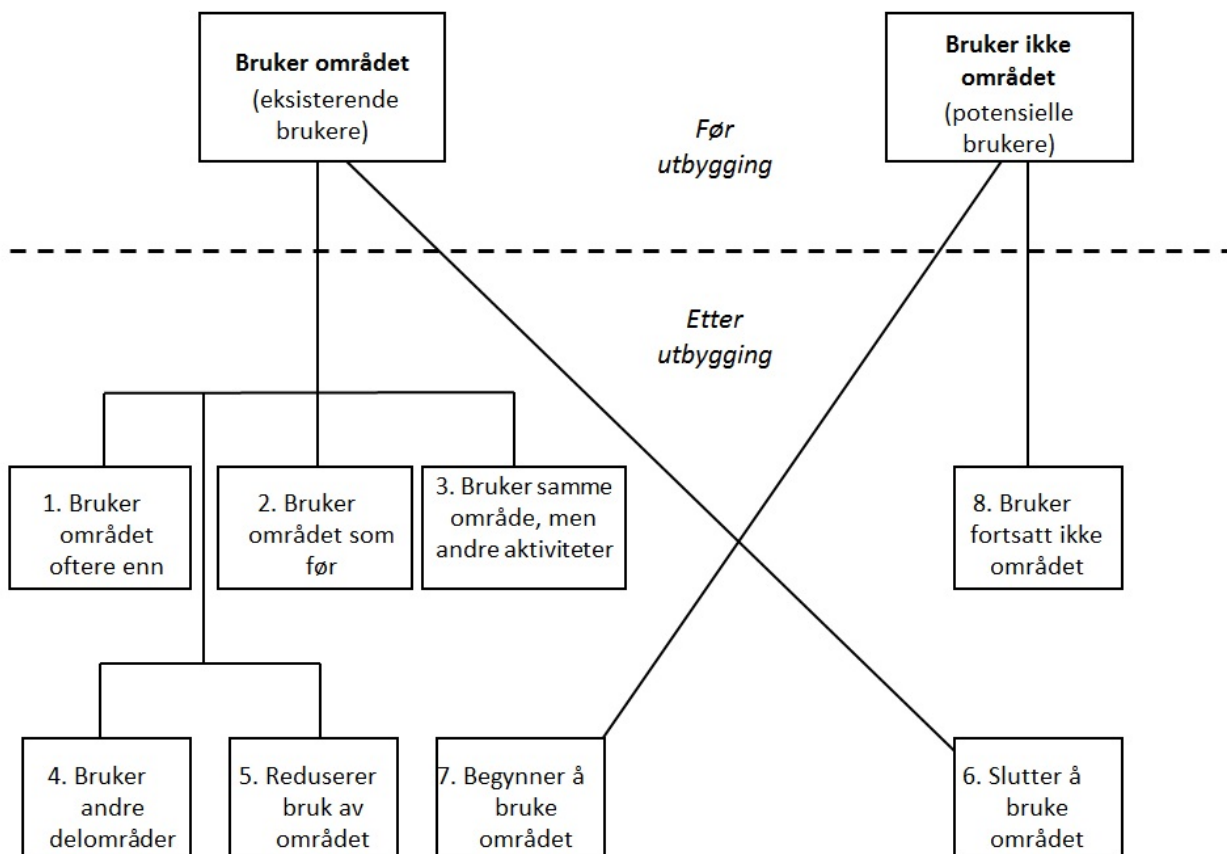 Bruker området
(eksisterende
brukere)
Bruker ikke
området
(potensielle
brukere)
Før
utbygging
Etter
utbygging
1. Bruker
området
oftere enn
2. Bruker
området som
før
3. Bruker samme
område, men
andre aktiviteter
8. Bruker
fortsatt ikke
området
4. Bruker
andre
delområder
5. Reduserer
bruk av
området
7. Begynner å
bruke
området
6. Slutter å
bruke
området